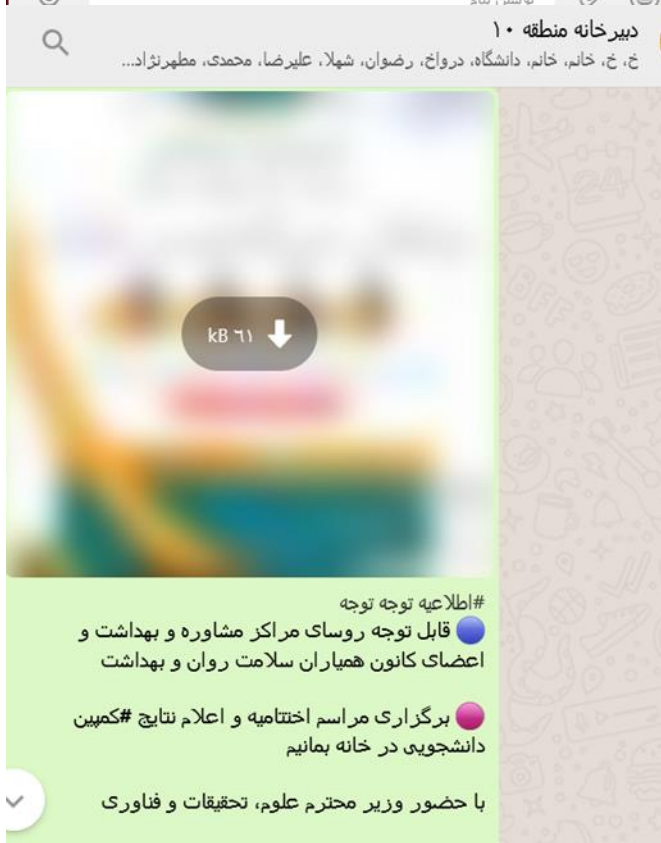 دبیرخانه منطقه ۱۰
خ، خ، خانم، خانم، دانشگاه، درواخ، رضوان، شهلا، علیرضا، محمدی، مطهرنژاد...
٦١ kB
#اطلاعیه توجه توجه
قابل توجه روسای مراکز مشاوره و بهداشت و
اعضای کانون همیاران سلامت روان و بهداشت
برگزاری مراسم اختتامیه و اعلام نتایج #کمپین
دانشجویی در خانه بمانیم
با حضور وزیر محترم علوم، تحقیقات و فناوری